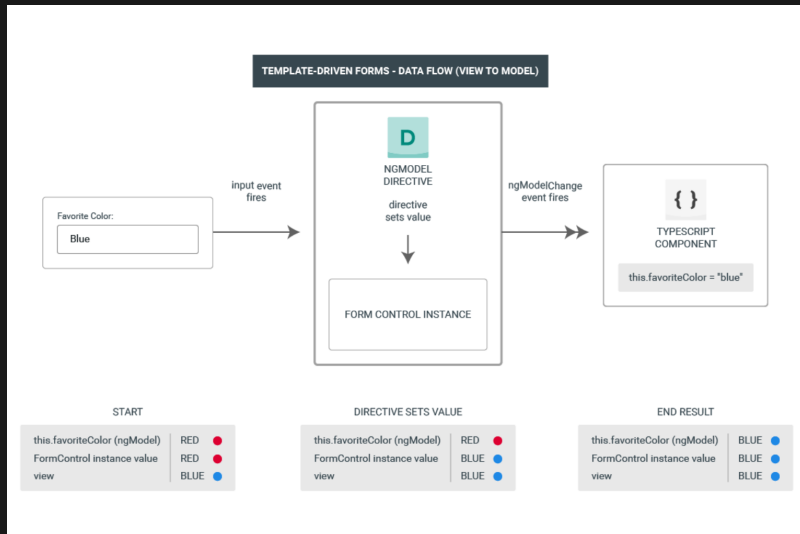 TEMPLATE-DRIVEN FORMS - DATA FLOW (VIEW TO MODEL)
Favorite Color:
Blue
input event
fires
D
NGMODEL
DIRECTIVE
directive
sets value
FORM CONTROL INSTANCE
ngModelChange
event fires
{ }
TYPESCRIPT
COMPONENT
this.favoriteColor = "blue"
START
this.favoriteColor (ngModel) RED
FormControl instance value RED
view BLUE
DIRECTIVE SETS VALUE
this.favoriteColor (ngModel) RED
FormControl instance value BLUE
view BLUE
END RESULT
this.favoriteColor (ngModel) BLUE
FormControl instance value BLUE
view BLUE